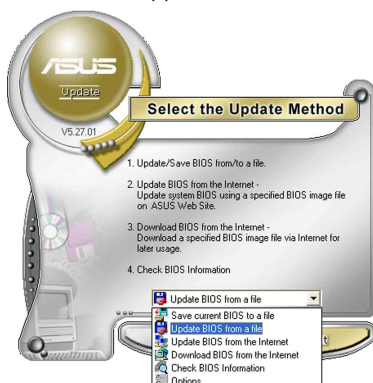 ASUS
Update
V5.27.01
Select the Update Method
1. Update/Save BIOS from/to a file.
2. Update BIOS from the Internet -
Update system BIOS using a specified BIOS image file
on ASUS Web Site.
3. Download BIOS from the Internet -
Download a specified BIOS image file via Internet for
later usage.
4. Check BIOS Information
Update BIOS from a file
Save current BIOS to a file
Update BIOS from a file
Update BIOS from the Internet
Download BIOS from the Internet
Check BIOS Information
Options